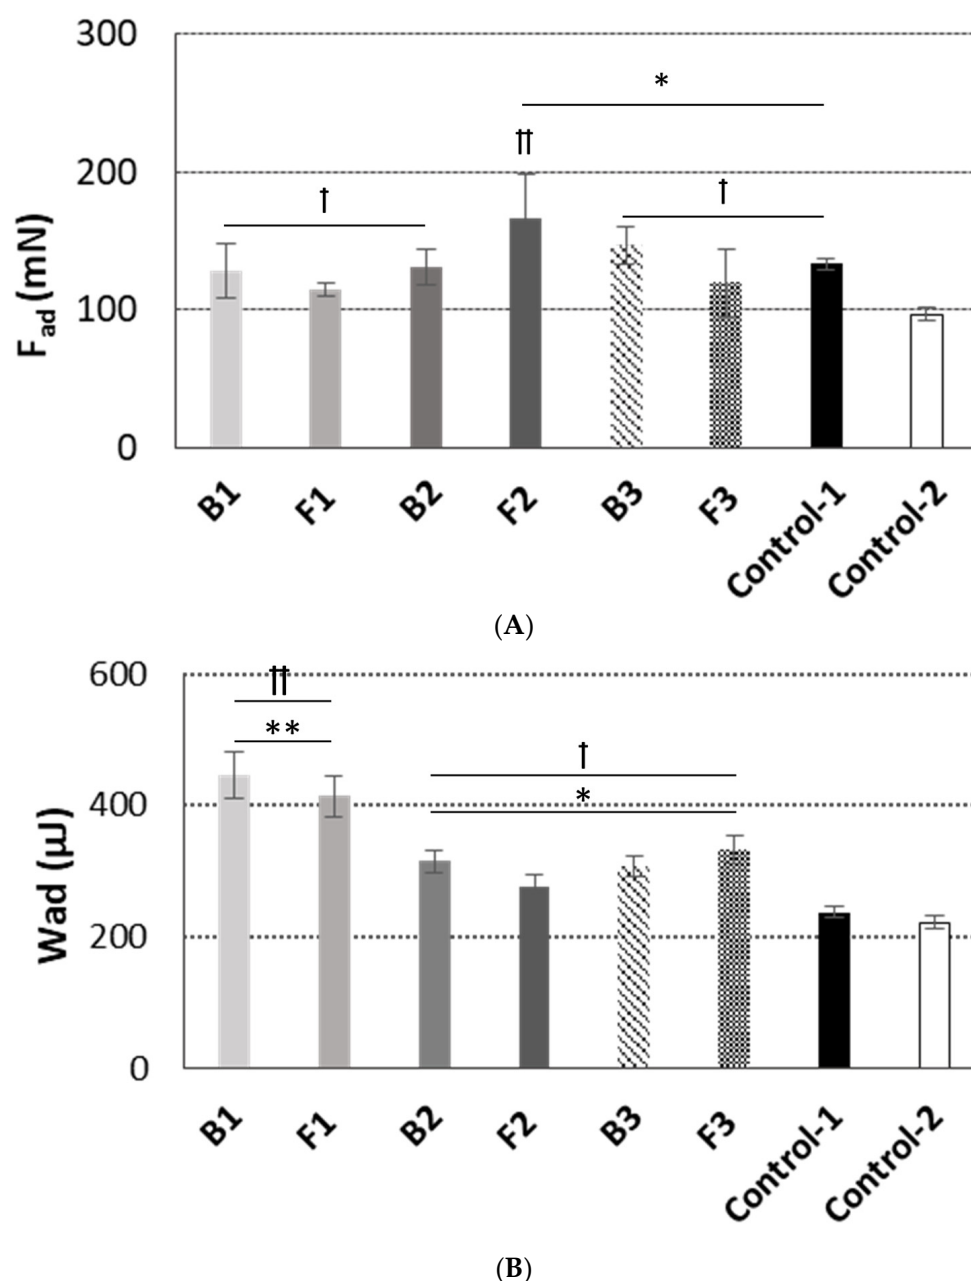 300
*
††
200
†
†
F_ad (mN)
100
0
B1
F1
B2
F2
B3
F3
Control-1
Control-2
(A)
600
††
**
†
*
400
Wad (µJ)
200
0
B1
F1
B2
F2
B3
F3
Control-1
Control-2
(B)